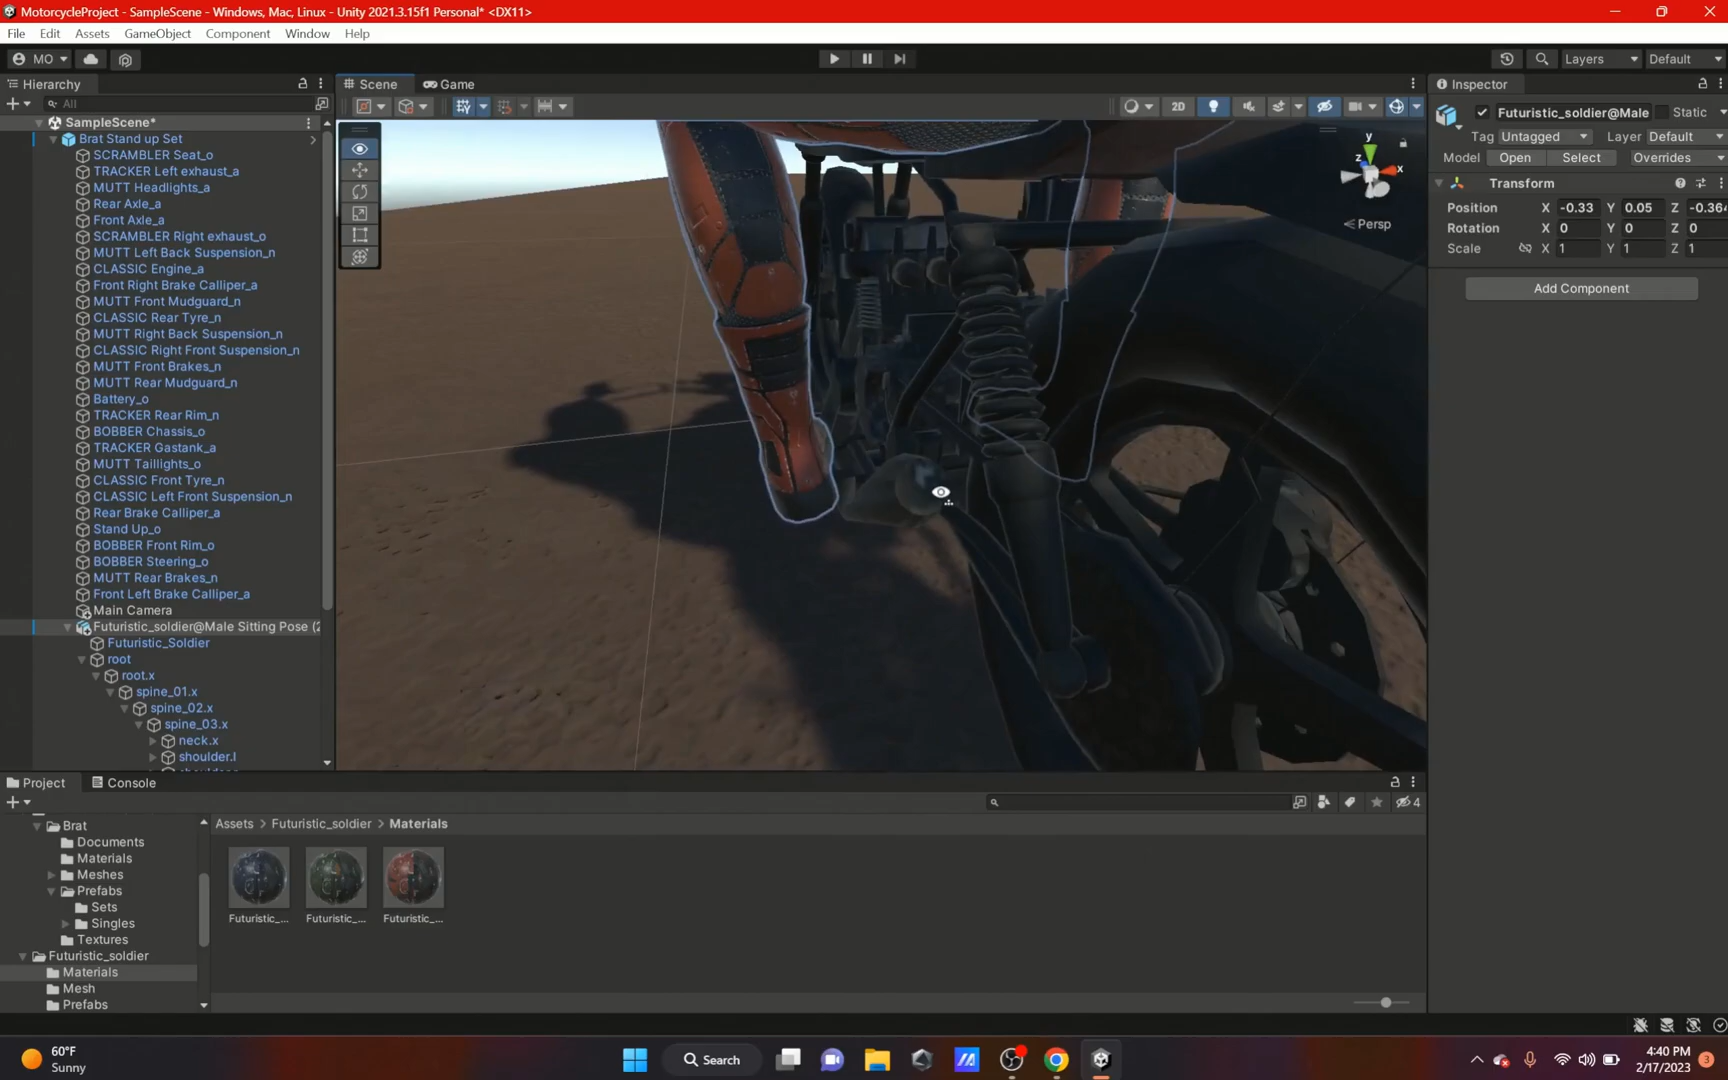 MotorcycleProject - SampleScene - Windows, Mac, Linux - Unity 2021.3.15f1 Personal* <DX11>
File Edit Assets GameObject Component Window Help
MO Layers Default
Hierarchy Scene Game Inspector
All 2D
SampleScene*
Brat Stand up Set
SCRAMBLER Seat_o
TRACKER Left exhaust_a
MUTT Headlights_a
Rear Axle_a
Front Axle_a
SCRAMBLER Right exhaust_o
MUTT Left Back Suspension_n
CLASSIC Engine_a
Front Right Brake Calliper_a
MUTT Front Mudguard_n
CLASSIC Rear Tyre_n
MUTT Right Back Suspension_n
CLASSIC Right Front Suspension_n
MUTT Front Brakes_n
MUTT Rear Mudguard_n
Battery_o
TRACKER Rear Rim_n
BOBBER Chassis_o
TRACKER Gastank_a
MUTT Taillights_o
CLASSIC Front Tyre_n
CLASSIC Left Front Suspension_n
Rear Brake Calliper_a
Stand Up_o
BOBBER Front Rim_o
BOBBER Steering_o
MUTT Rear Brakes_n
Front Left Brake Calliper_a
Main Camera
Futuristic_soldier@Male Sitting Pose (2
Futuristic_Soldier
root
root.x
spine_01.x
spine_02.x
spine_03.x
neck.x
shoulder.l
y
z x
< Persp
Futuristic_soldier@Male Static
Tag Untagged Layer Default
Model Open Select Overrides
Transform
Position X -0.33 Y 0.05 Z -0.364
Rotation X 0 Y 0 Z 0
Scale X 1 Y 1 Z 1
Add Component
Project Console
4
Brat
Documents
Materials
Meshes
Prefabs
Sets
Singles
Textures
Futuristic_soldier
Materials
Mesh
Prefabs
Assets > Futuristic_soldier > Materials
Futuristic_... Futuristic_... Futuristic_...
60°F
Sunny
Search
4:40 PM
2/17/2023
3